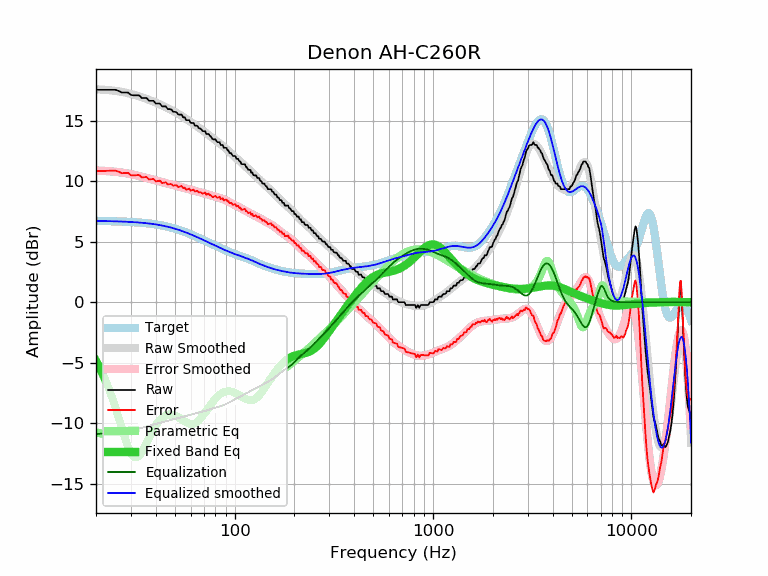 Denon AH-C260R
Amplitude (dBr)
15
10
5
0
−5
−10
−15
Target
Raw Smoothed
Error Smoothed
Raw
Error
Parametric Eq
Fixed Band Eq
Equalization
Equalized smoothed
100
1000
10000
Frequency (Hz)